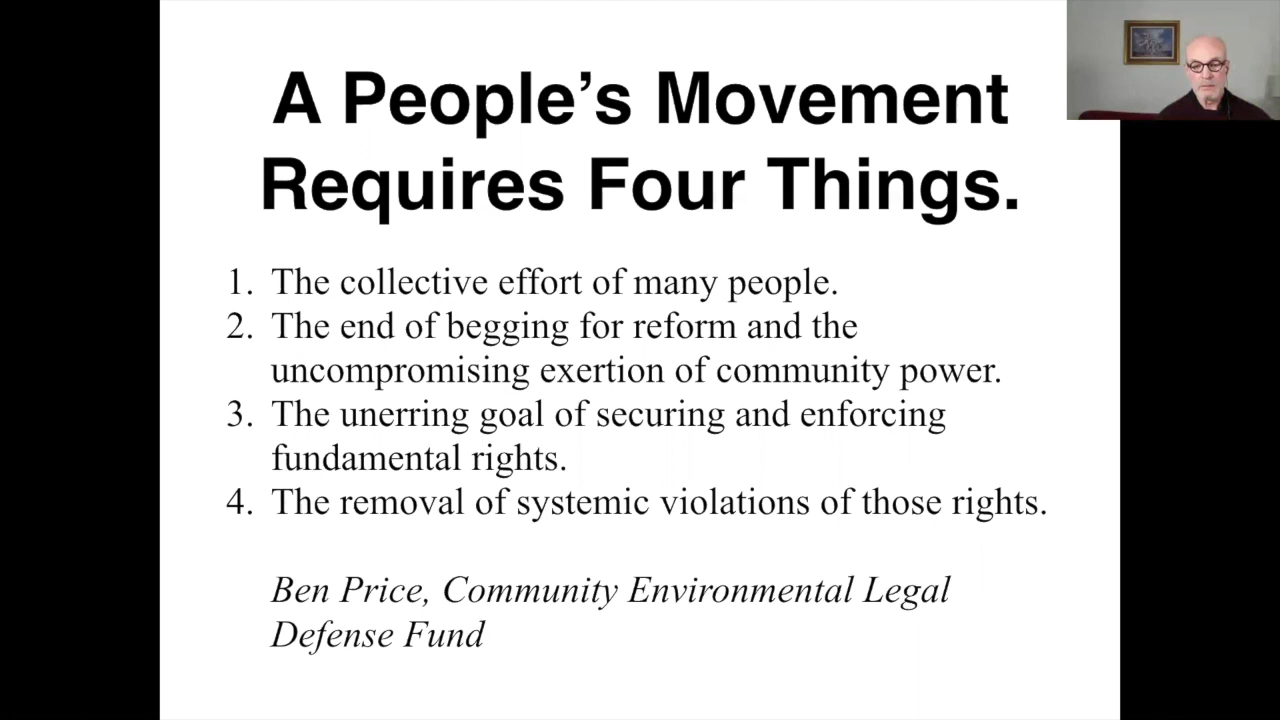 A People’s Movement
Requires Four Things.
1. The collective effort of many people.
2. The end of begging for reform and the
uncompromising exertion of community power.
3. The unerring goal of securing and enforcing
fundamental rights.
4. The removal of systemic violations of those rights.
Ben Price, Community Environmental Legal
Defense Fund